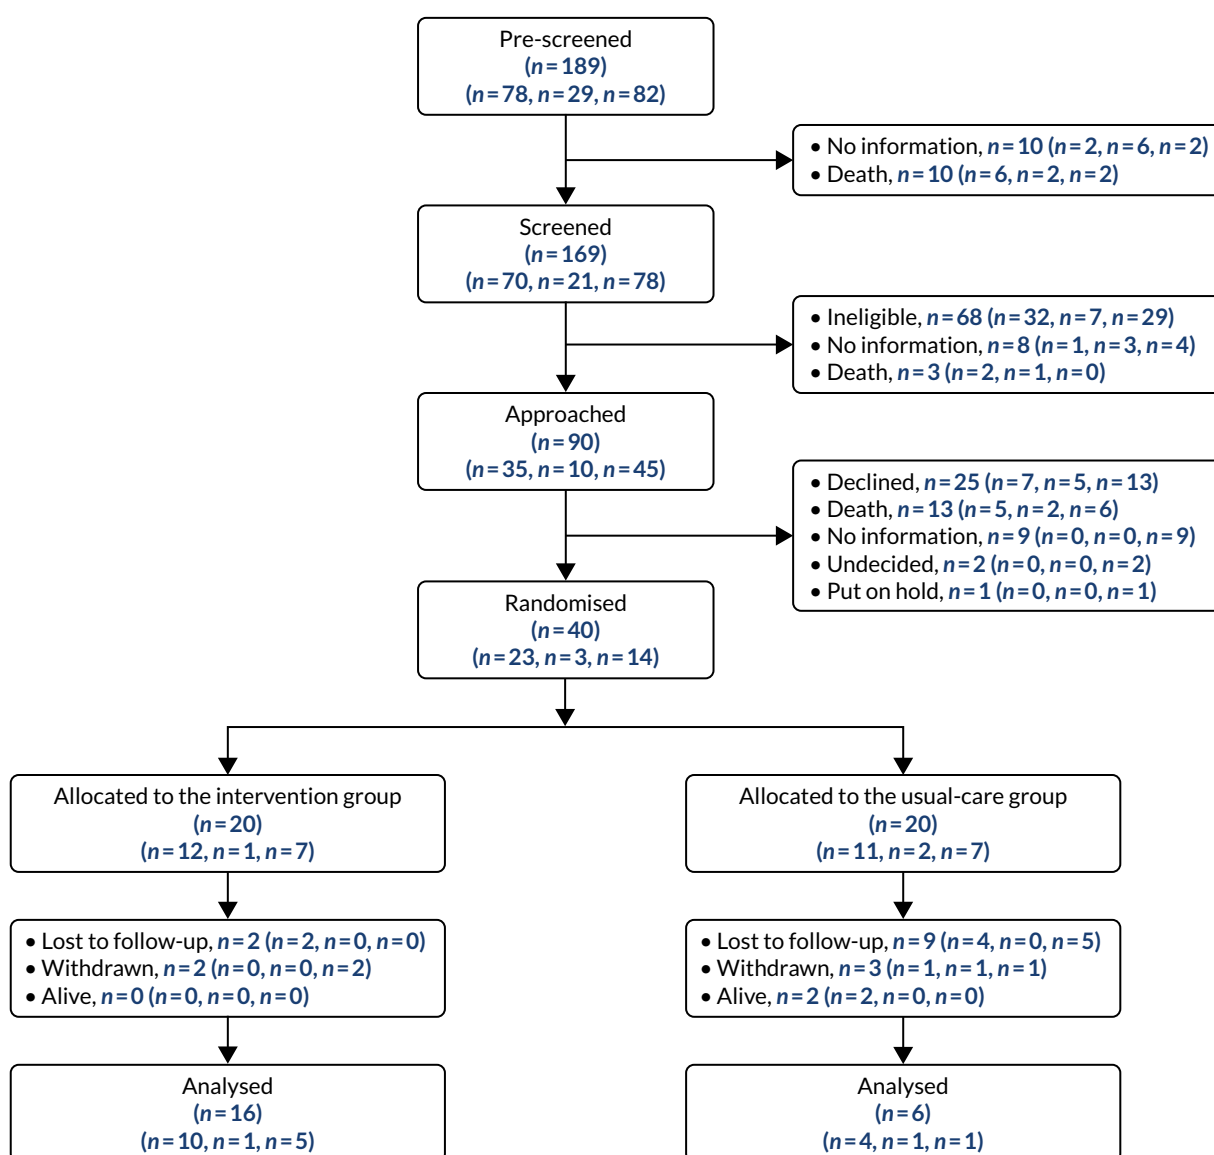 Pre-screened
(n=189)
(n=78, n=29, n=82)
• No information, n=10 (n=2, n=6, n=2)
• Death, n=10 (n=6, n=2, n=2)
Screened
(n=169)
(n=70, n=21, n=78)
• Ineligible, n=68 (n=32, n=7, n=29)
• No information, n=8 (n=1, n=3, n=4)
• Death, n=3 (n=2, n=1, n=0)
Approached
(n=90)
(n=35, n=10, n=45)
• Declined, n=25 (n=7, n=5, n=13)
• Death, n=13 (n=5, n=2, n=6)
• No information, n=9 (n=0, n=0, n=9)
• Undecided, n=2 (n=0, n=0, n=2)
• Put on hold, n=1 (n=0, n=0, n=1)
Randomised
(n=40)
(n=23, n=3, n=14)
Allocated to the intervention group
(n=20)
(n=12, n=1, n=7)
Allocated to the usual-care group
(n=20)
(n=11, n=2, n=7)
• Lost to follow-up, n=2 (n=2, n=0, n=0)
• Withdrawn, n=2 (n=0, n=0, n=2)
• Alive, n=0 (n=0, n=0, n=0)
• Lost to follow-up, n=9 (n=4, n=0, n=5)
• Withdrawn, n=3 (n=1, n=1, n=1)
• Alive, n=2 (n=2, n=0, n=0)
Analysed
(n=16)
(n=10, n=1, n=5)
Analysed
(n=6)
(n=4, n=1, n=1)